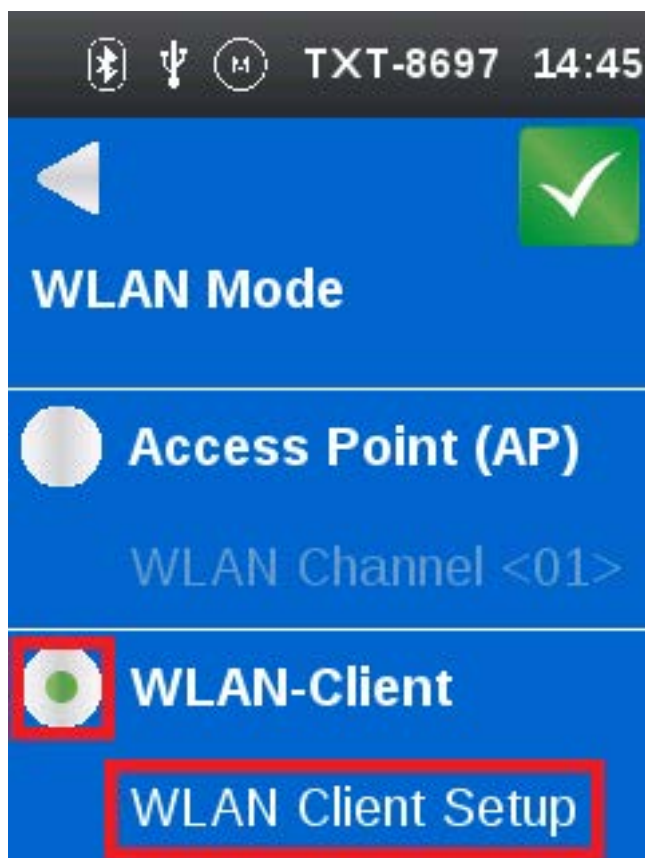 M TXT-8697 14:45
WLAN Mode
Access Point (AP)
WLAN Channel <01>
WLAN-Client
WLAN Client Setup